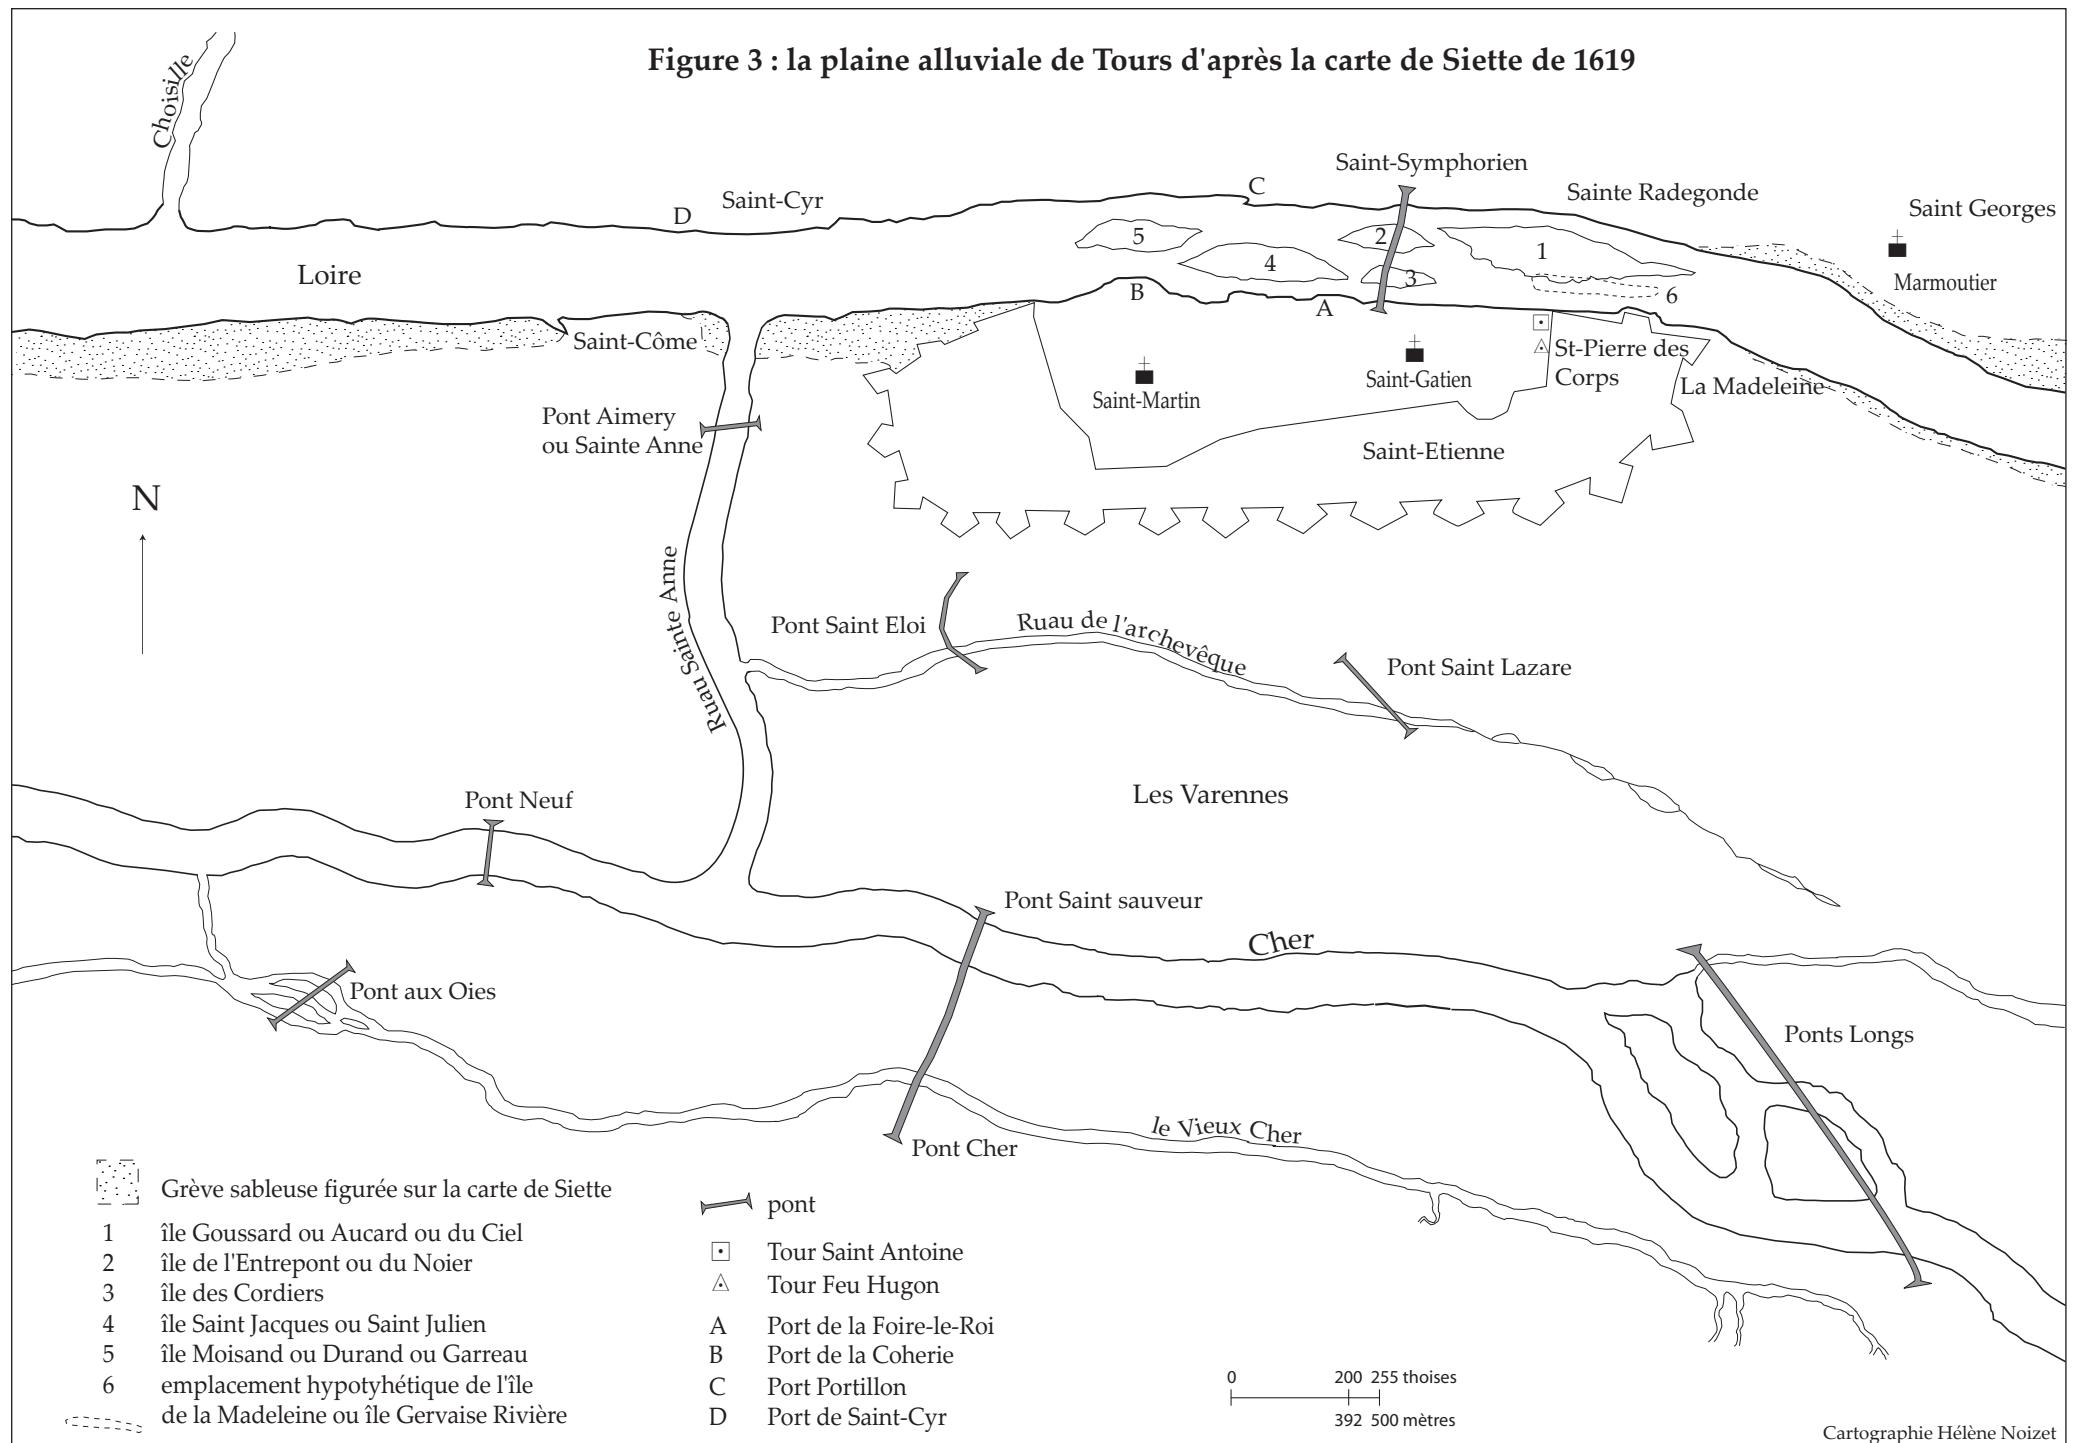 Figure 3 : la plaine alluviale de Tours d'après la carte de Siette de 1619
Choisille
Saint-Symphorien
Sainte Radegonde
Saint Georges
Marmoutier
C
D
Saint-Cyr
Loire
5
4
2
3
1
6
B
A
Saint-Côme
St-Pierre des
Corps
La Madeleine
Saint-Martin
Saint-Gatien
Saint-Etienne
Pont Aimery
ou Sainte Anne
N
Ruau Sainte Anne
Pont Saint Eloi
Ruau de l'archevêque
Pont Saint Lazare
Les Varennes
Pont Neuf
Pont Saint sauveur
Cher
Pont aux Oies
Ponts Longs
le Vieux Cher
Pont Cher
Grève sableuse figurée sur la carte de Siette
1 île Goussard ou Aucard ou du Ciel
2 île de l'Entrepont ou du Noier
3 île des Cordiers
4 île Saint Jacques ou Saint Julien
5 île Moisand ou Durand ou Garreau
6 emplacement hypotyhétique de l'île
de la Madeleine ou île Gervaise Rivière
pont
Tour Saint Antoine
Tour Feu Hugon
A Port de la Foire-le-Roi
B Port de la Coherie
C Port Portillon
D Port de Saint-Cyr
0 200 255 thoises
392 500 mètres
Cartographie Hélène Noizet